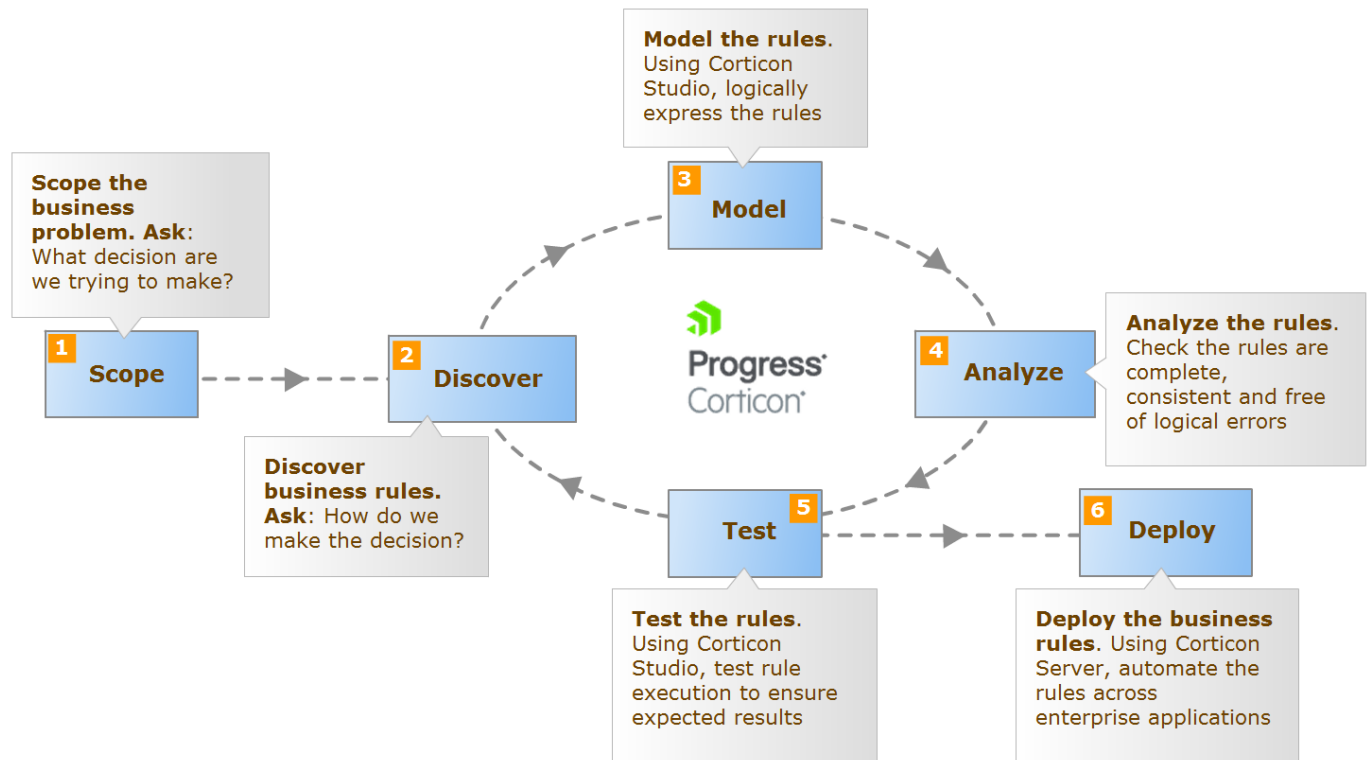 Model the rules.
Using Corticon
Studio, logically
express the rules
3
Model
Scope the
business
problem. Ask:
What decision are
we trying to make?
1
Scope
2
Discover
Discover
business rules.
Ask: How do we
make the decision?
Progress
Corticon
4
Analyze
Analyze the rules.
Check the rules are
complete,
consistent and free
of logical errors
5
Test
Test the rules.
Using Corticon
Studio, test rule
execution to ensure
expected results
6
Deploy
Deploy the business
rules. Using Corticon
Server, automate the
rules across
enterprise applications